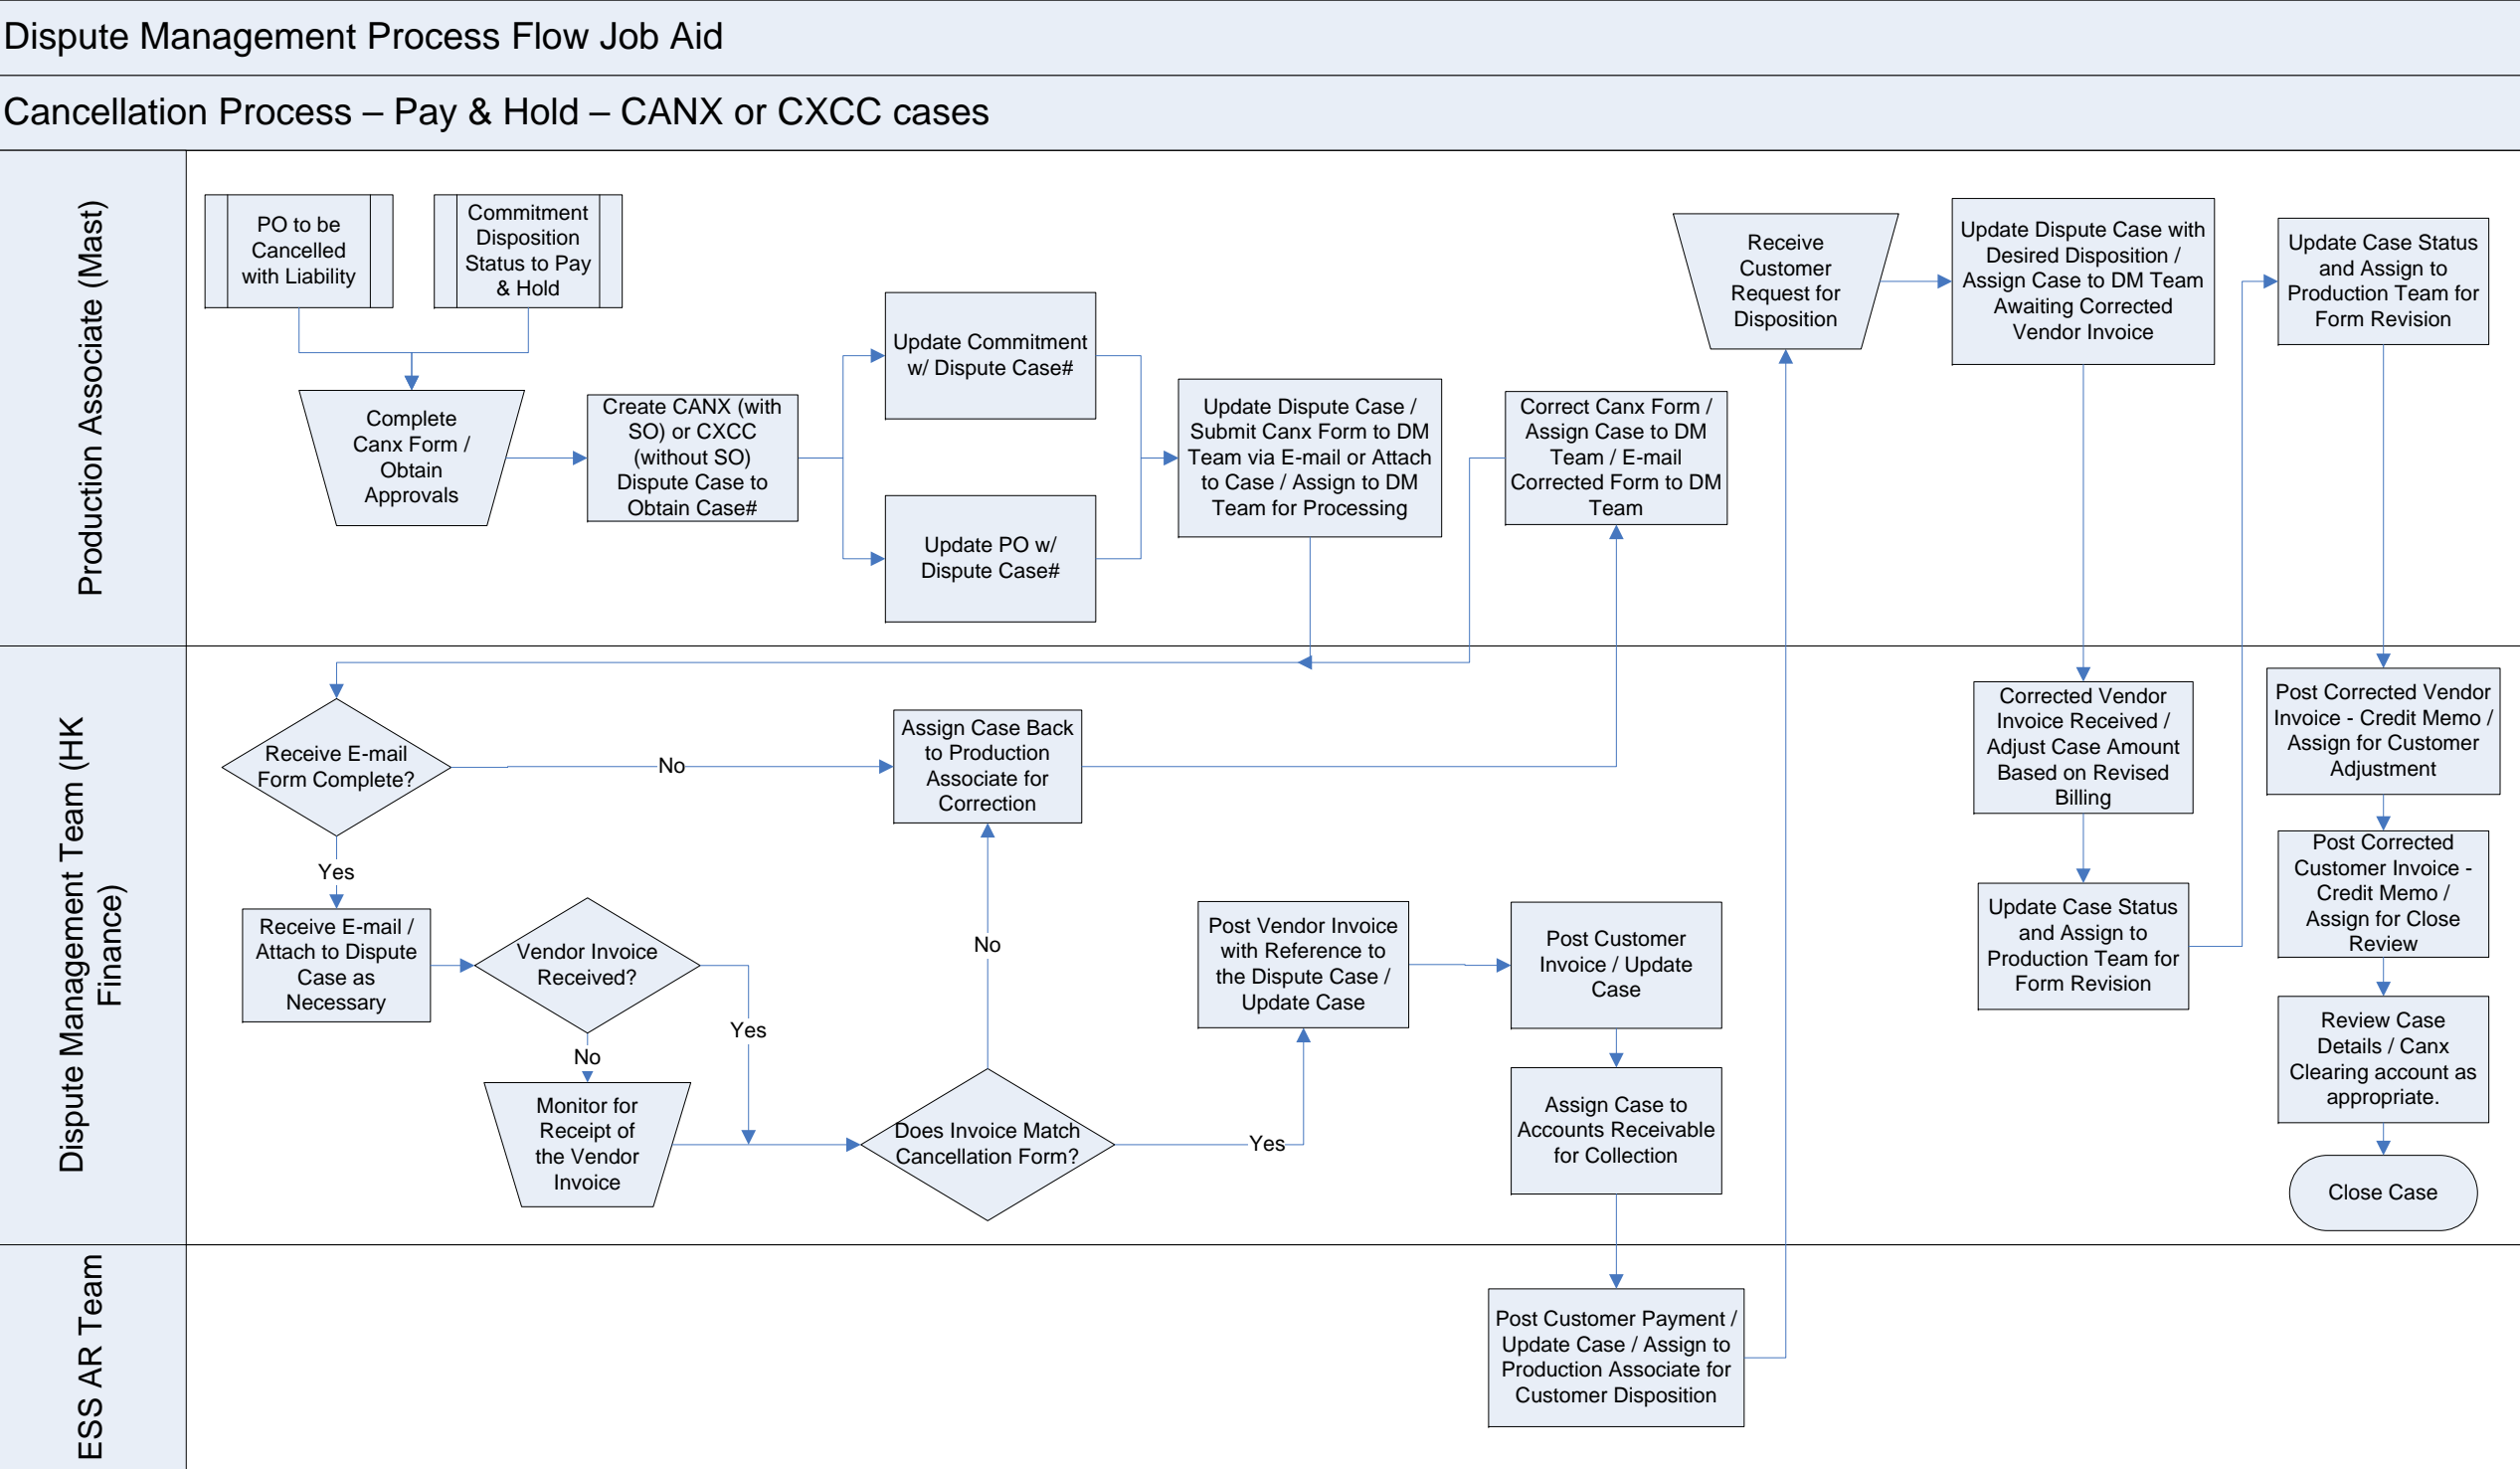 Dispute Management Process Flow Job Aid
Cancellation Process – Pay & Hold – CANX or CXCC cases
Production Associate (Mast)
PO to be
Cancelled
with Liability
Commitment
Disposition
Status to Pay
& Hold
Complete
Canx Form /
Obtain
Approvals
Create CANX (with
SO) or CXCC
(without SO)
Dispute Case to
Obtain Case#
Update Commitment
w/ Dispute Case#
Update PO w/
Dispute Case#
Update Dispute Case /
Submit Canx Form to DM
Team via E-mail or Attach
to Case / Assign to DM
Team for Processing
Correct Canx Form /
Assign Case to DM
Team / E-mail
Corrected Form to DM
Team
Receive
Customer
Request for
Disposition
Update Dispute Case with
Desired Disposition /
Assign Case to DM Team
Awaiting Corrected
Vendor Invoice
Update Case Status
and Assign to
Production Team for
Form Revision
Dispute Management Team (HK
Finance)
Receive E-mail
Form Complete?
No
Yes
Assign Case Back
to Production
Associate for
Correction
Receive E-mail /
Attach to Dispute
Case as
Necessary
Vendor Invoice
Received?
Yes
No
Monitor for
Receipt of
the Vendor
Invoice
Does Invoice Match
Cancellation Form?
No
Yes
Post Vendor Invoice
with Reference to
the Dispute Case /
Update Case
Post Customer
Invoice / Update
Case
Assign Case to
Accounts Receivable
for Collection
Corrected Vendor
Invoice Received /
Adjust Case Amount
Based on Revised
Billing
Update Case Status
and Assign to
Production Team for
Form Revision
Post Corrected Vendor
Invoice - Credit Memo /
Assign for Customer
Adjustment
Post Corrected
Customer Invoice -
Credit Memo /
Assign for Close
Review
Review Case
Details / Canx
Clearing account as
appropriate.
Close Case
ESS AR Team
Post Customer Payment /
Update Case / Assign to
Production Associate for
Customer Disposition